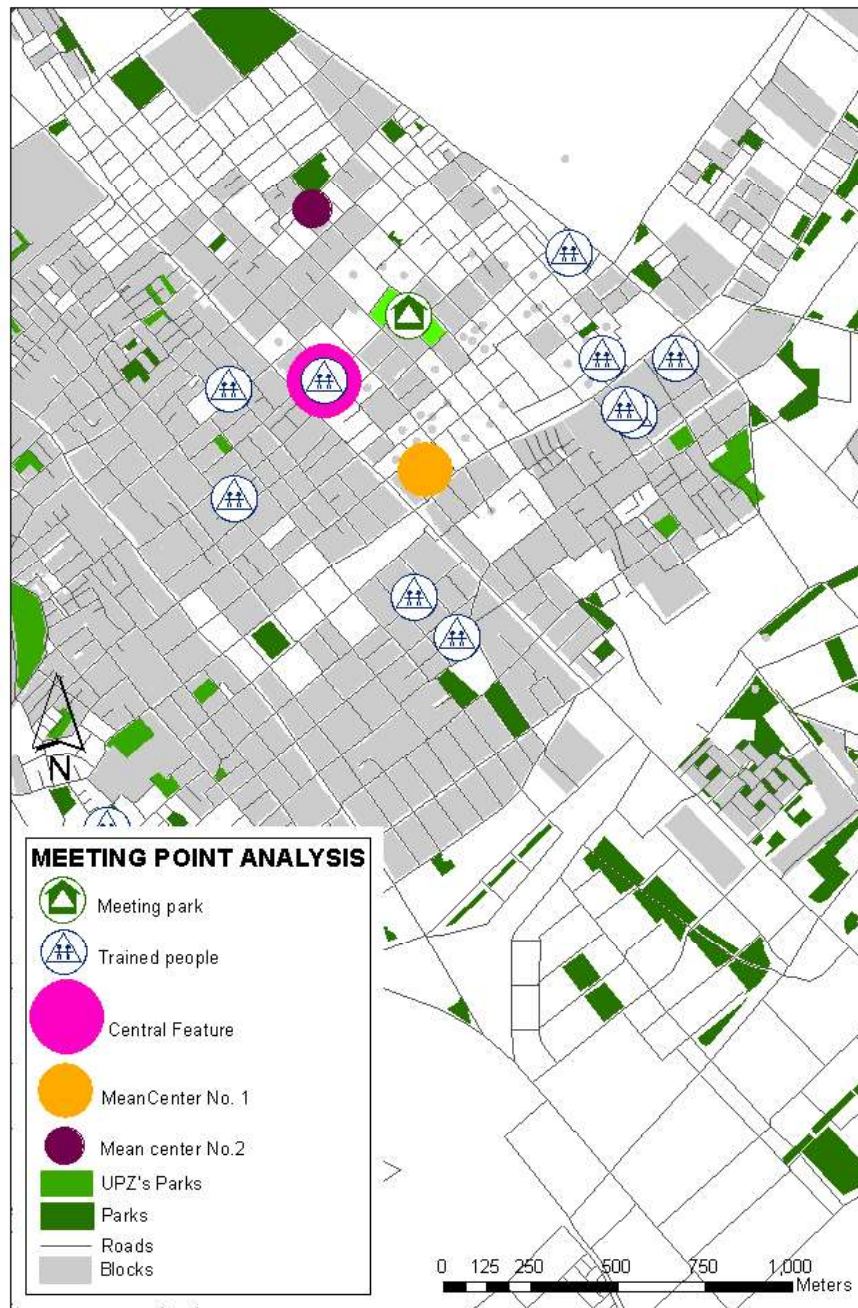 N
MEETING POINT ANALYSIS
Meeting park
Trained people
Central Feature
MeanCenter No. 1
Mean center No.2
UPZ's Parks
Parks
Roads
Blocks
0 125 250 500 750 1,000
Meters